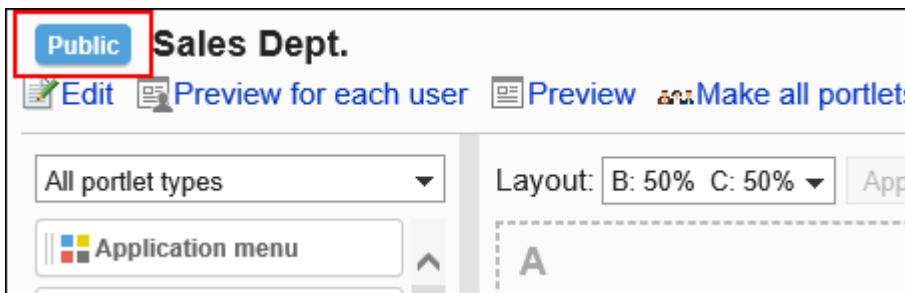 Public Sales Dept.
Edit Preview for each user Preview Make all portlets
All portlet types Layout: B: 50% C: 50% App
Application menu
A